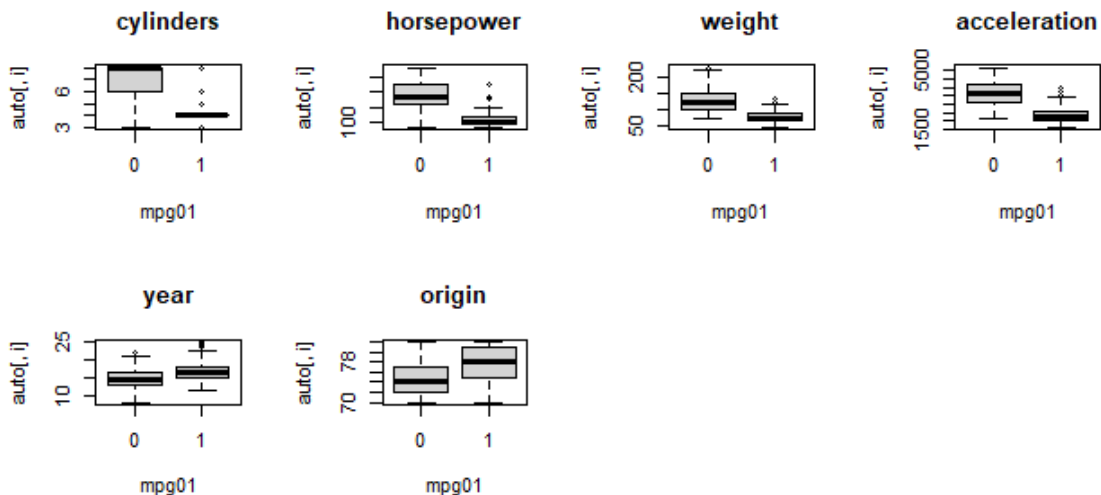 cylinders
auto[, i]
3 6
0 1
mpg01
horsepower
auto[, i]
100
0 1
mpg01
weight
auto[, i]
50 200
0 1
mpg01
acceleration
auto[, i]
1500 5000
0 1
mpg01
year
auto[, i]
10 25
0 1
mpg01
origin
auto[, i]
70 78
0 1
mpg01